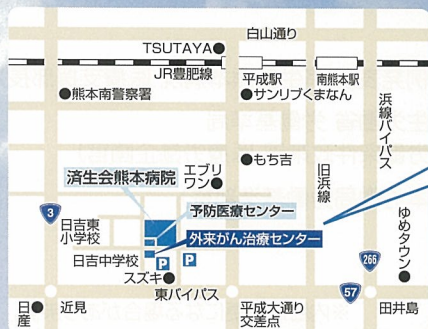 白山通り
TSUTAYA
JR豊肥線
平成駅
南熊本駅
熊本南警察署
サンリブくまなん
浜線バイパス
もち吉
エブリ
ワン
旧浜線
済生会熊本病院
予防医療センター
外来がん治療センター
3
日吉東
小学校
日吉中学校
P
P
スズキ
東バイパス
ゆめタウン
266
57
日産
近見
平成大通り
交差点
田井島